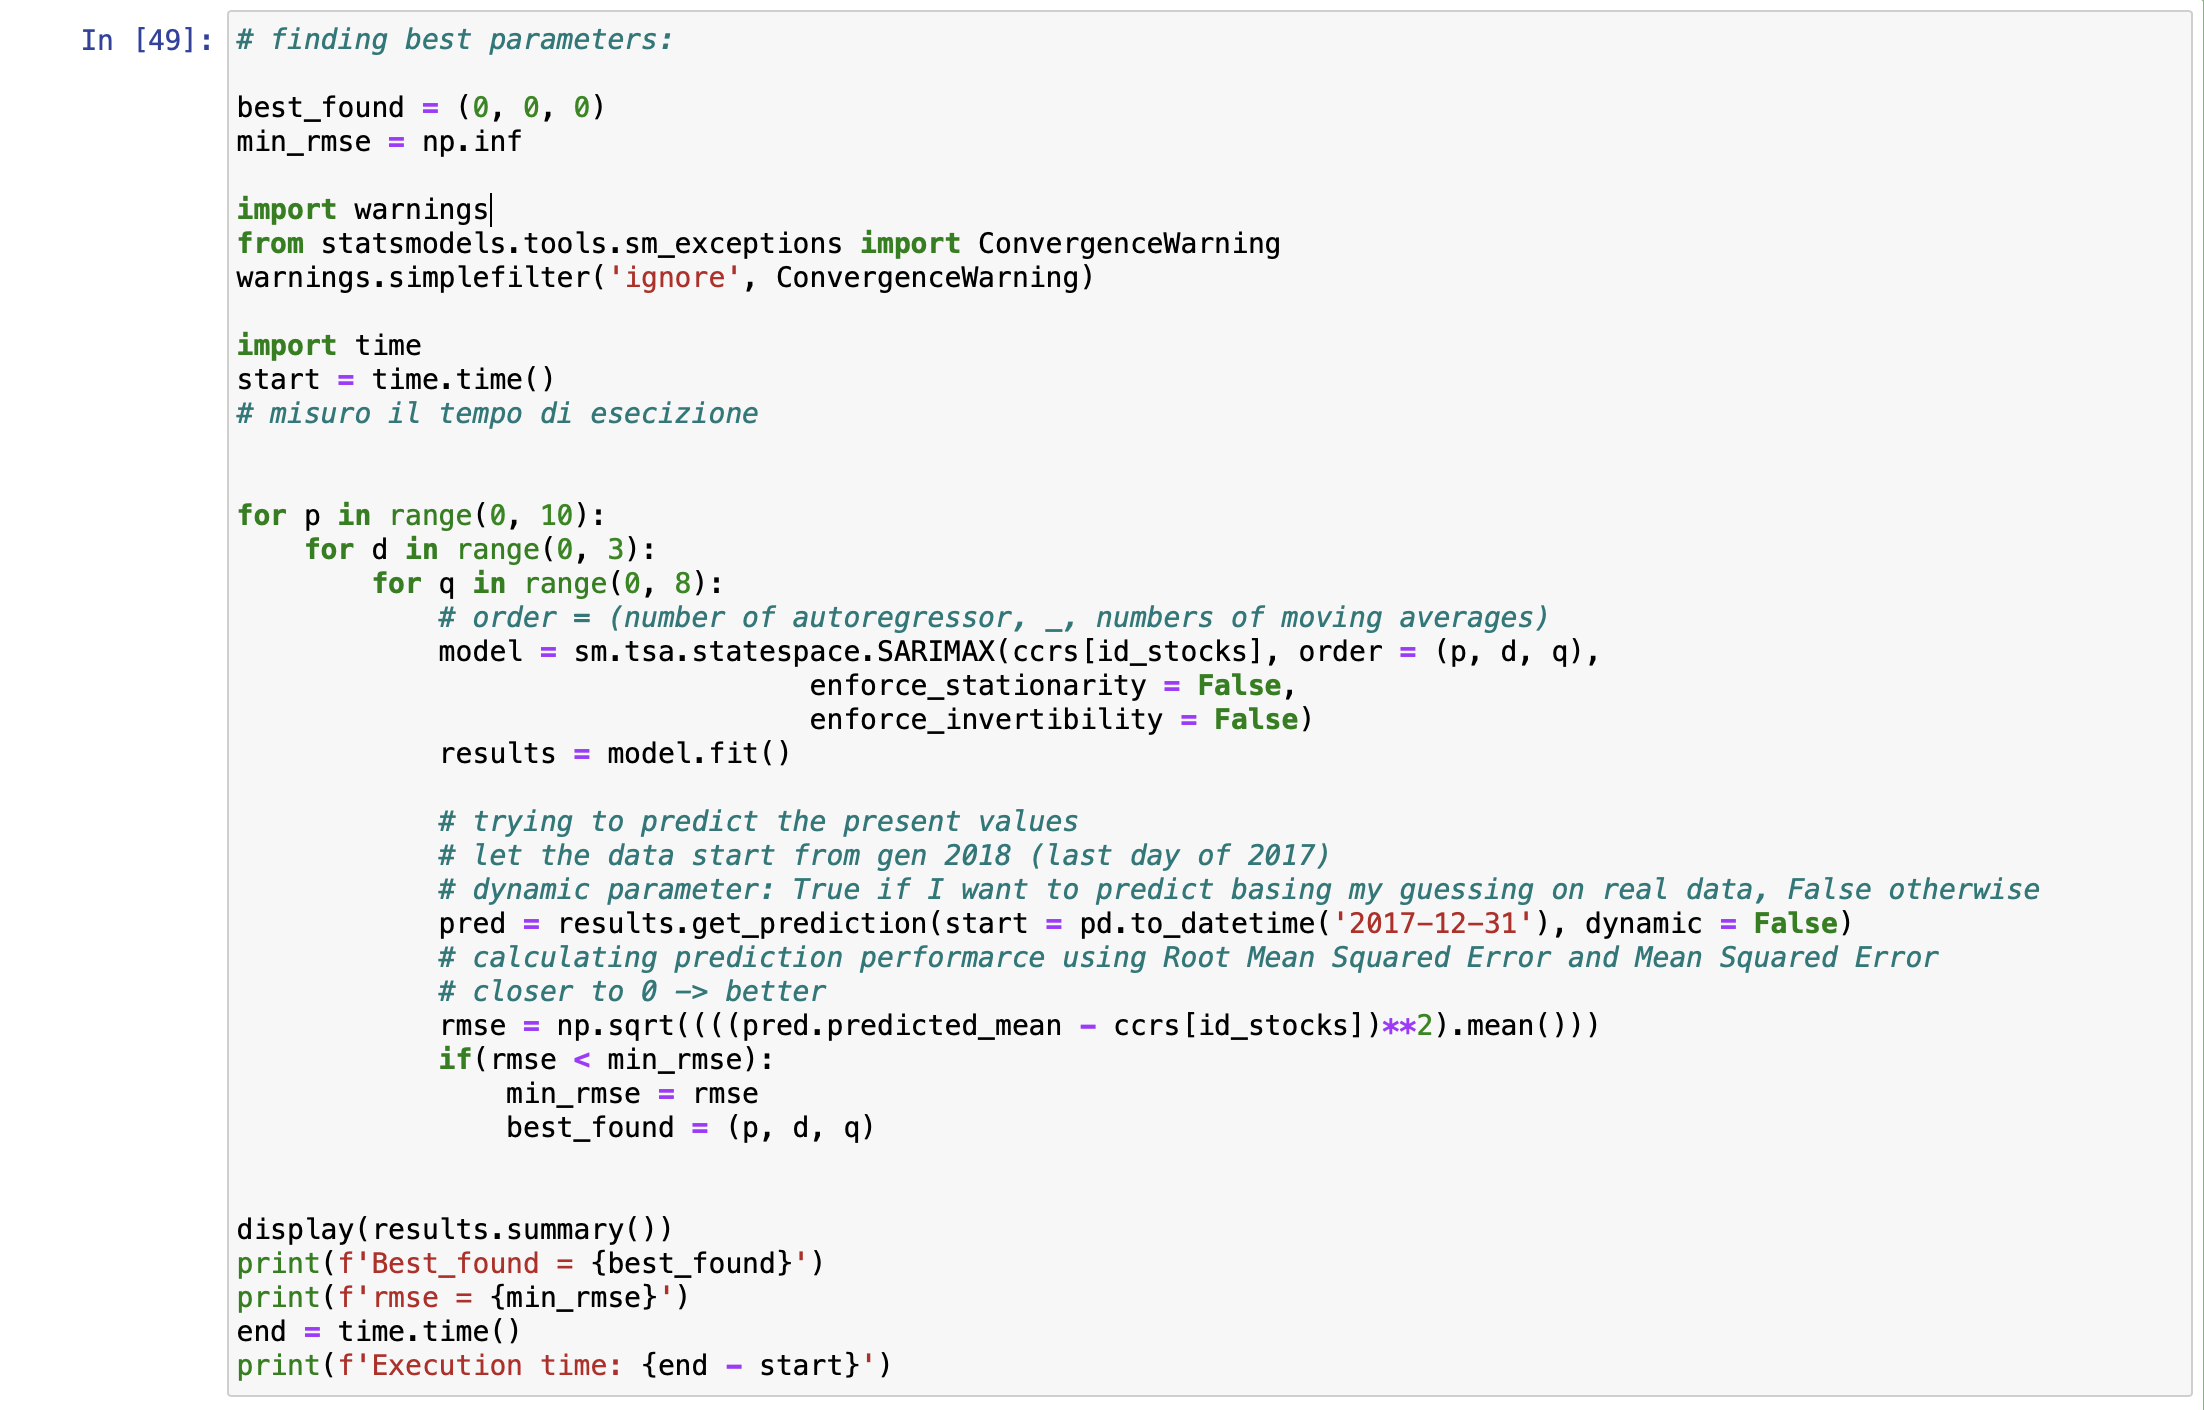 In [49]: # finding best parameters:
best_found = (0, 0, 0)
min_rmse = np.inf
import warnings
from statsmodels.tools.sm_exceptions import ConvergenceWarning
warnings.simplefilter('ignore', ConvergenceWarning)
import time
start = time.time()
# misuro il tempo di esecizione
for p in range(0, 10):
    for d in range(0, 3):
        for q in range(0, 8):
            # order = (number of autoregressor, _, numbers of moving averages)
            model = sm.tsa.statespace.SARIMAX(ccrs[id_stocks], order = (p, d, q),
                                  enforce_stationarity = False,
                                  enforce_invertibility = False)
            results = model.fit()
            # trying to predict the present values
            # let the data start from gen 2018 (last day of 2017)
            # dynamic parameter: True if I want to predict basing my guessing on real data, False otherwise
            pred = results.get_prediction(start = pd.to_datetime('2017-12-31'), dynamic = False)
            # calculating prediction performarce using Root Mean Squared Error and Mean Squared Error
            # closer to 0 -> better
            rmse = np.sqrt((((pred.predicted_mean - ccrs[id_stocks])**2).mean()))
            if(rmse < min_rmse):
                min_rmse = rmse
                best_found = (p, d, q)
display(results.summary())
print(f'Best_found = {best_found}')
print(f'rmse = {min_rmse}')
end = time.time()
print(f'Execution time: {end - start}')